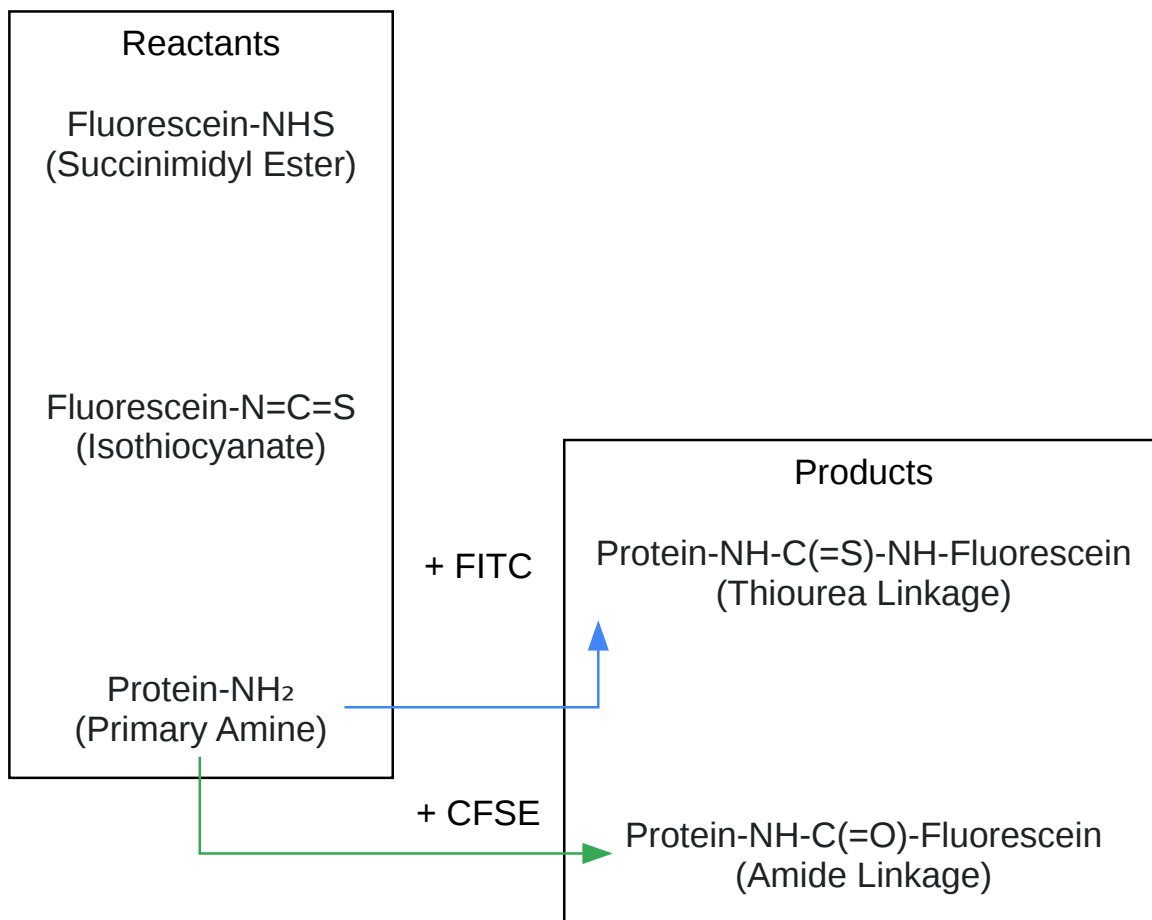 Reactants
Fluorescein-NHS
(Succinimidyl Ester)
Fluorescein-N=C=S
(Isothiocyanate)
Protein-NH₂
(Primary Amine)
+ FITC
+ CFSE
Products
Protein-NH-C(=S)-NH-Fluorescein
(Thiourea Linkage)
Protein-NH-C(=O)-Fluorescein
(Amide Linkage)